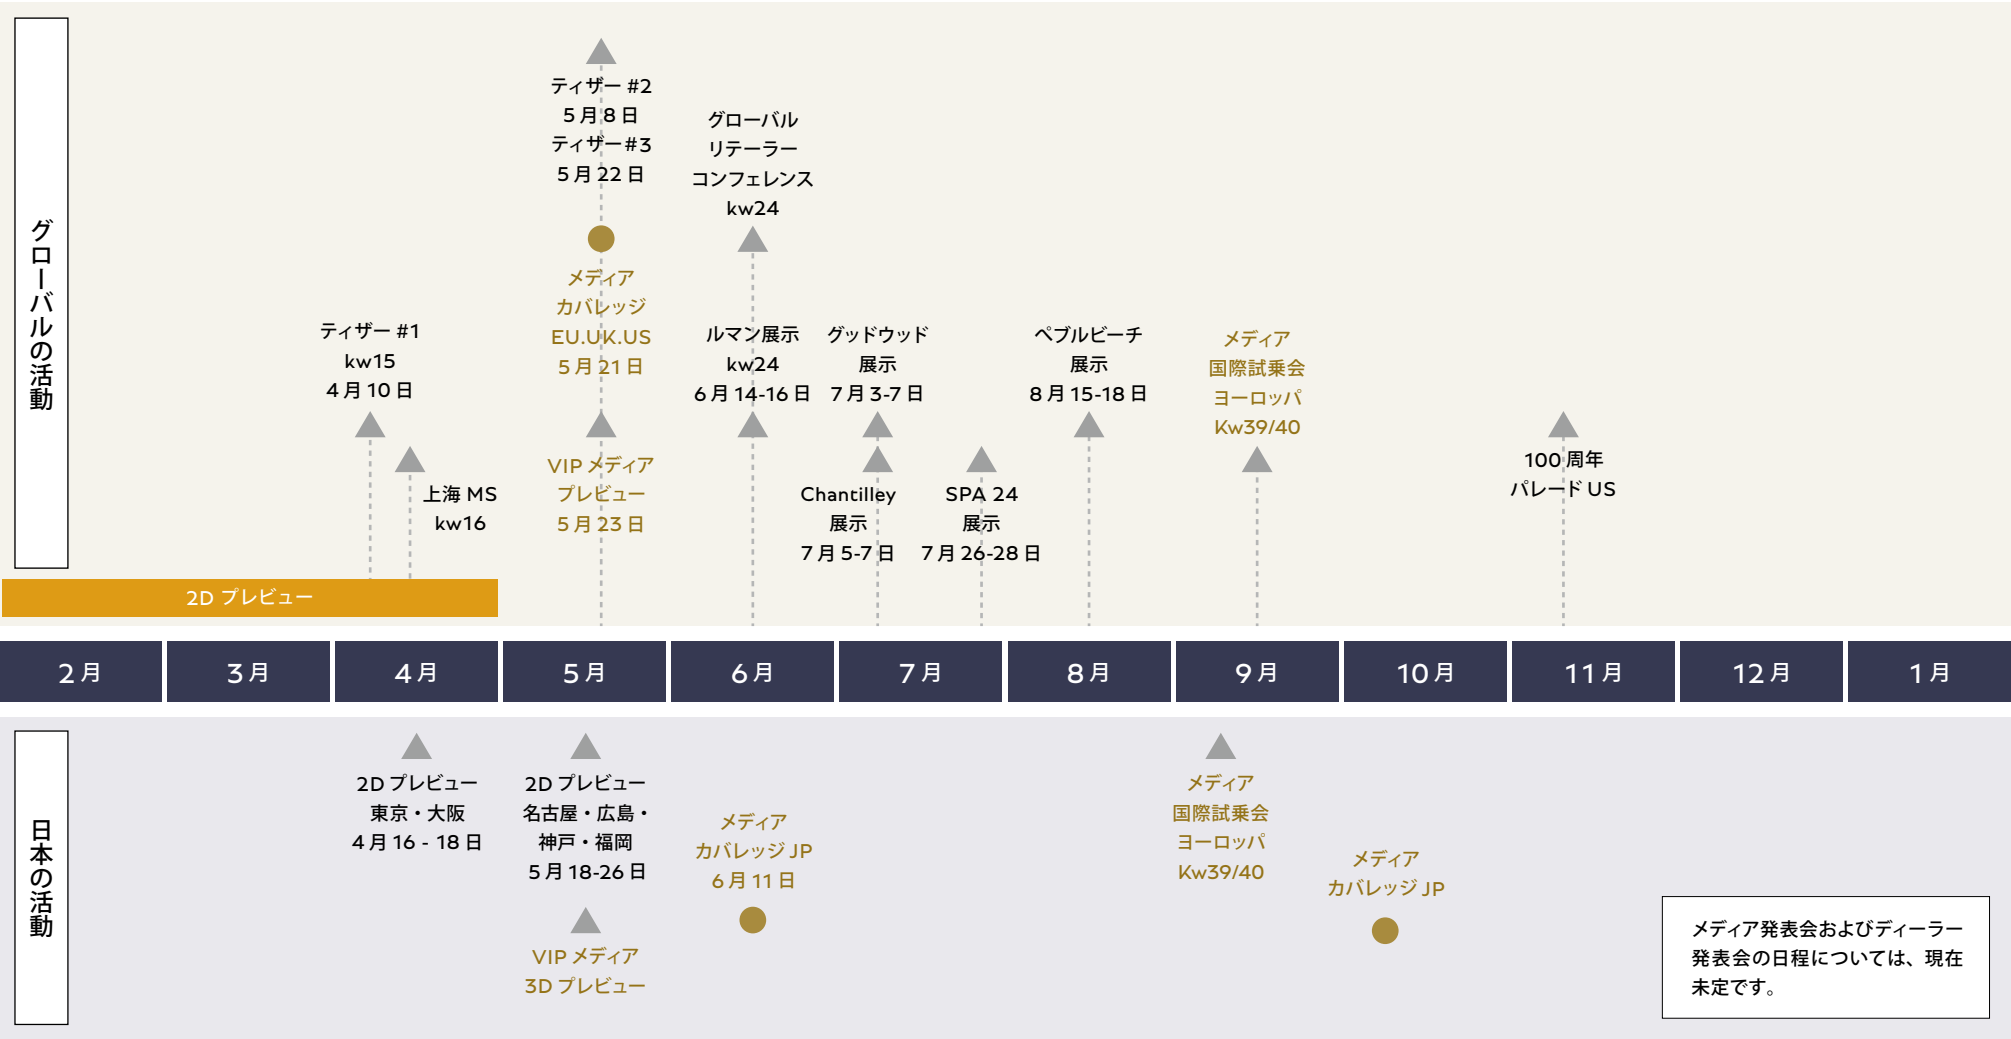 グローバルの活動
ティザー #2
5月8日
ティザー#3
5月22日
メディア
カバレッジ
EU.UK.US
5月21日
VIPメディア
プレビュー
5月23日
グローバル
リテーラー
コンフェレンス
kw24
ティザー #1
kw15
4月10日
上海 MS
kw16
ルマン展示
kw24
6月14-16日
グッドウッド
展示
7月3-7日
Chantilley
展示
7月5-7日
SPA 24
展示
7月26-28日
ペブルビーチ
展示
8月15-18日
メディア
国際試乗会
ヨーロッパ
Kw39/40
100周年
パレードUS
2D プレビュー
2月
3月
4月
5月
6月
7月
8月
9月
10月
11月
12月
1月
日本の活動
2D プレビュー
東京・大阪
4月16 - 18日
2D プレビュー
名古屋・広島・
神戸・福岡
5月18-26日
VIPメディア
3D プレビュー
メディア
カバレッジJP
6月11日
メディア
国際試乗会
ヨーロッパ
Kw39/40
メディア
カバレッジJP
メディア発表会およびディーラー
発表会の日程については、現在
未定です。